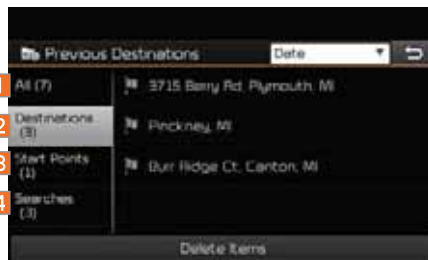 Previous Destinations
Date
1
All (7)
3715 Berry Rd, Plymouth, MI
2
Destinations
(3)
Pinckney, MI
3
Start Points
(1)
Burr Ridge Ct, Canton, MI
4
Searches
(3)
Delete Items